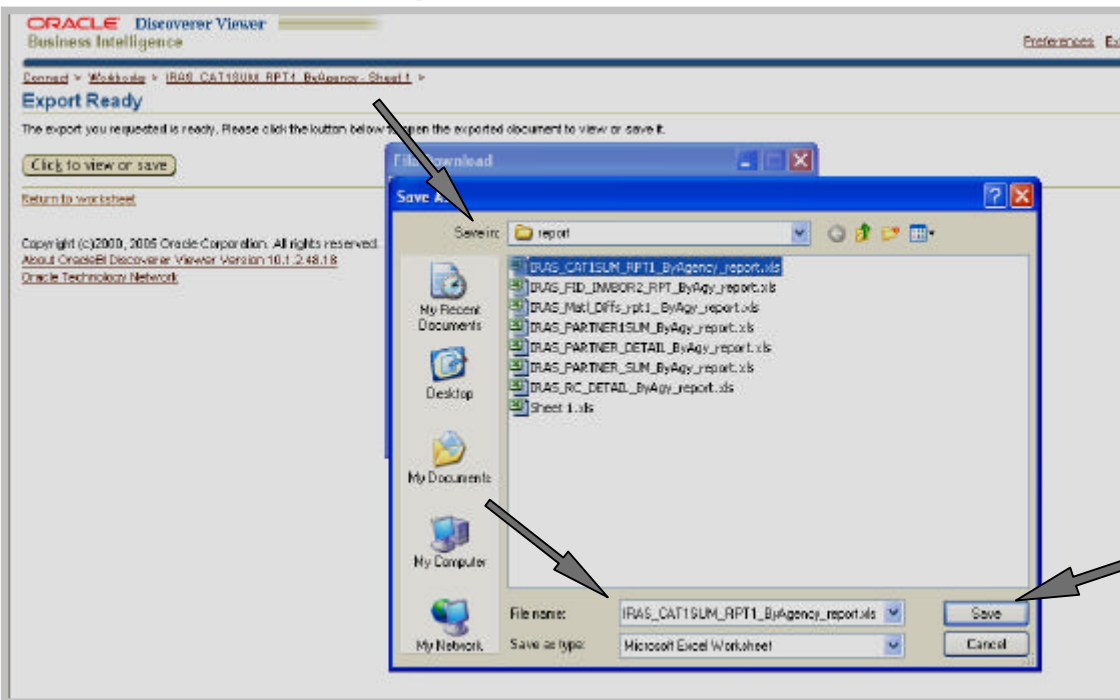 ORACLE Discoverer Viewer
Business Intelligence
Preferences
Connect > Workbooks > IRAS_CAT1SUM_RPT1_ByAgency - Sheet 1 >
Export Ready
The export you requested is ready. Please click the button below to open the exported document to view or save it.
Click to view or save
Return to worksheet
Copyright (c)2000, 2005 Oracle Corporation. All rights reserved.
About OracleBI Discoverer Viewer Version 10.1.2.48.18
Oracle Technology Network
File Download
Save
Save in:
report
IRAS_CAT1SUM_RPT1_ByAgency_report.xls
IRAS_FID_INVBOR2_RPT_ByAgy_report.xls
IRAS_Matl_Diffs_rpt1_ByAgy_report.xls
IRAS_PARTNER1SUM_ByAgy_report.xls
IRAS_PARTNER_DETAIL_ByAgy_report.xls
IRAS_PARTNER_SUM_ByAgy_report.xls
IRAS_RC_DETAIL_ByAgy_report.xls
Sheet 1.xls
My Recent Documents
Desktop
My Documents
My Computer
My Network
File name:
IRAS_CAT1SUM_RPT1_ByAgency_report.xls
Save
Save as type:
Microsoft Excel Worksheet
Cancel